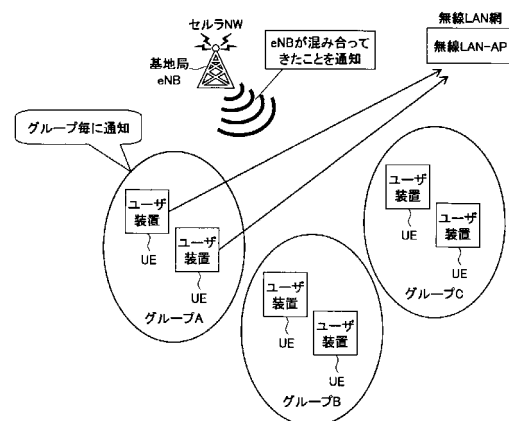 セルラNW
基地局
eNB
eNBが混み合って
きたことを通知
無線LAN網
無線LAN-AP
グループ毎に通知
ユーザ
装置
UE
ユーザ
装置
UE
グループA
ユーザ
装置
UE
ユーザ
装置
UE
グループB
ユーザ
装置
UE
ユーザ
装置
UE
グループC